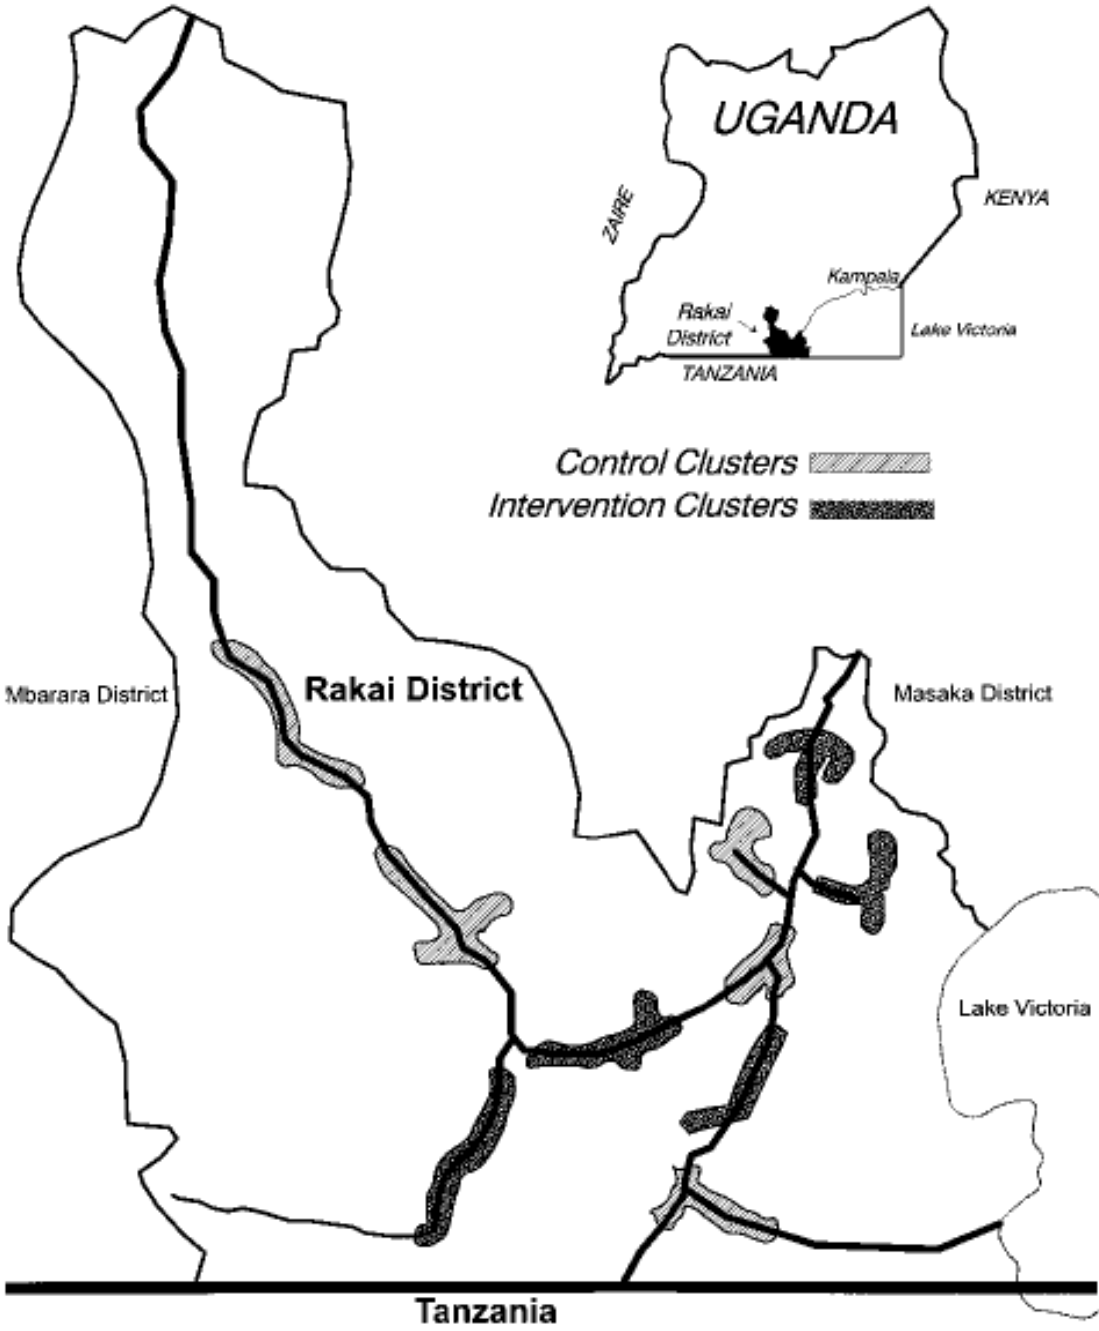 UGANDA
ZAIRE
KENYA
Kampala
Rakai
District
Lake Victoria
TANZANIA
Control Clusters
Intervention Clusters
Mbarara District
Rakai District
Masaka District
Lake Victoria
Tanzania